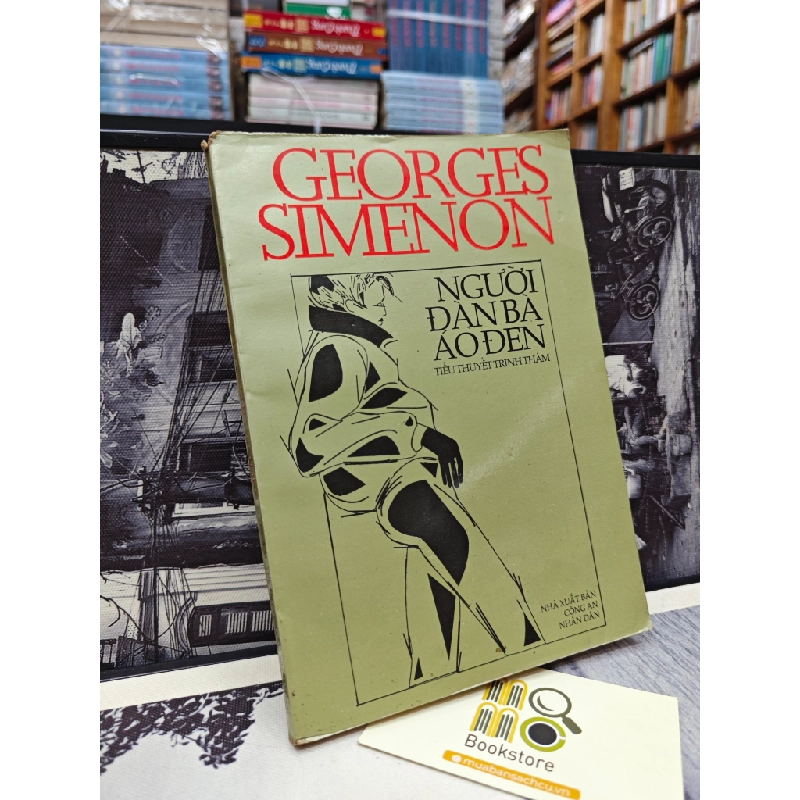 GEORGES
SIMENON
NGƯỜI
ĐÀN BÀ
ÁO ĐEN
TIỂU THUYẾT TRINH THÁM
NHÀ XUẤT BẢN
CÔNG AN
NHÂN DÂN
MOMC
Bookstore
muabansachcu.vn